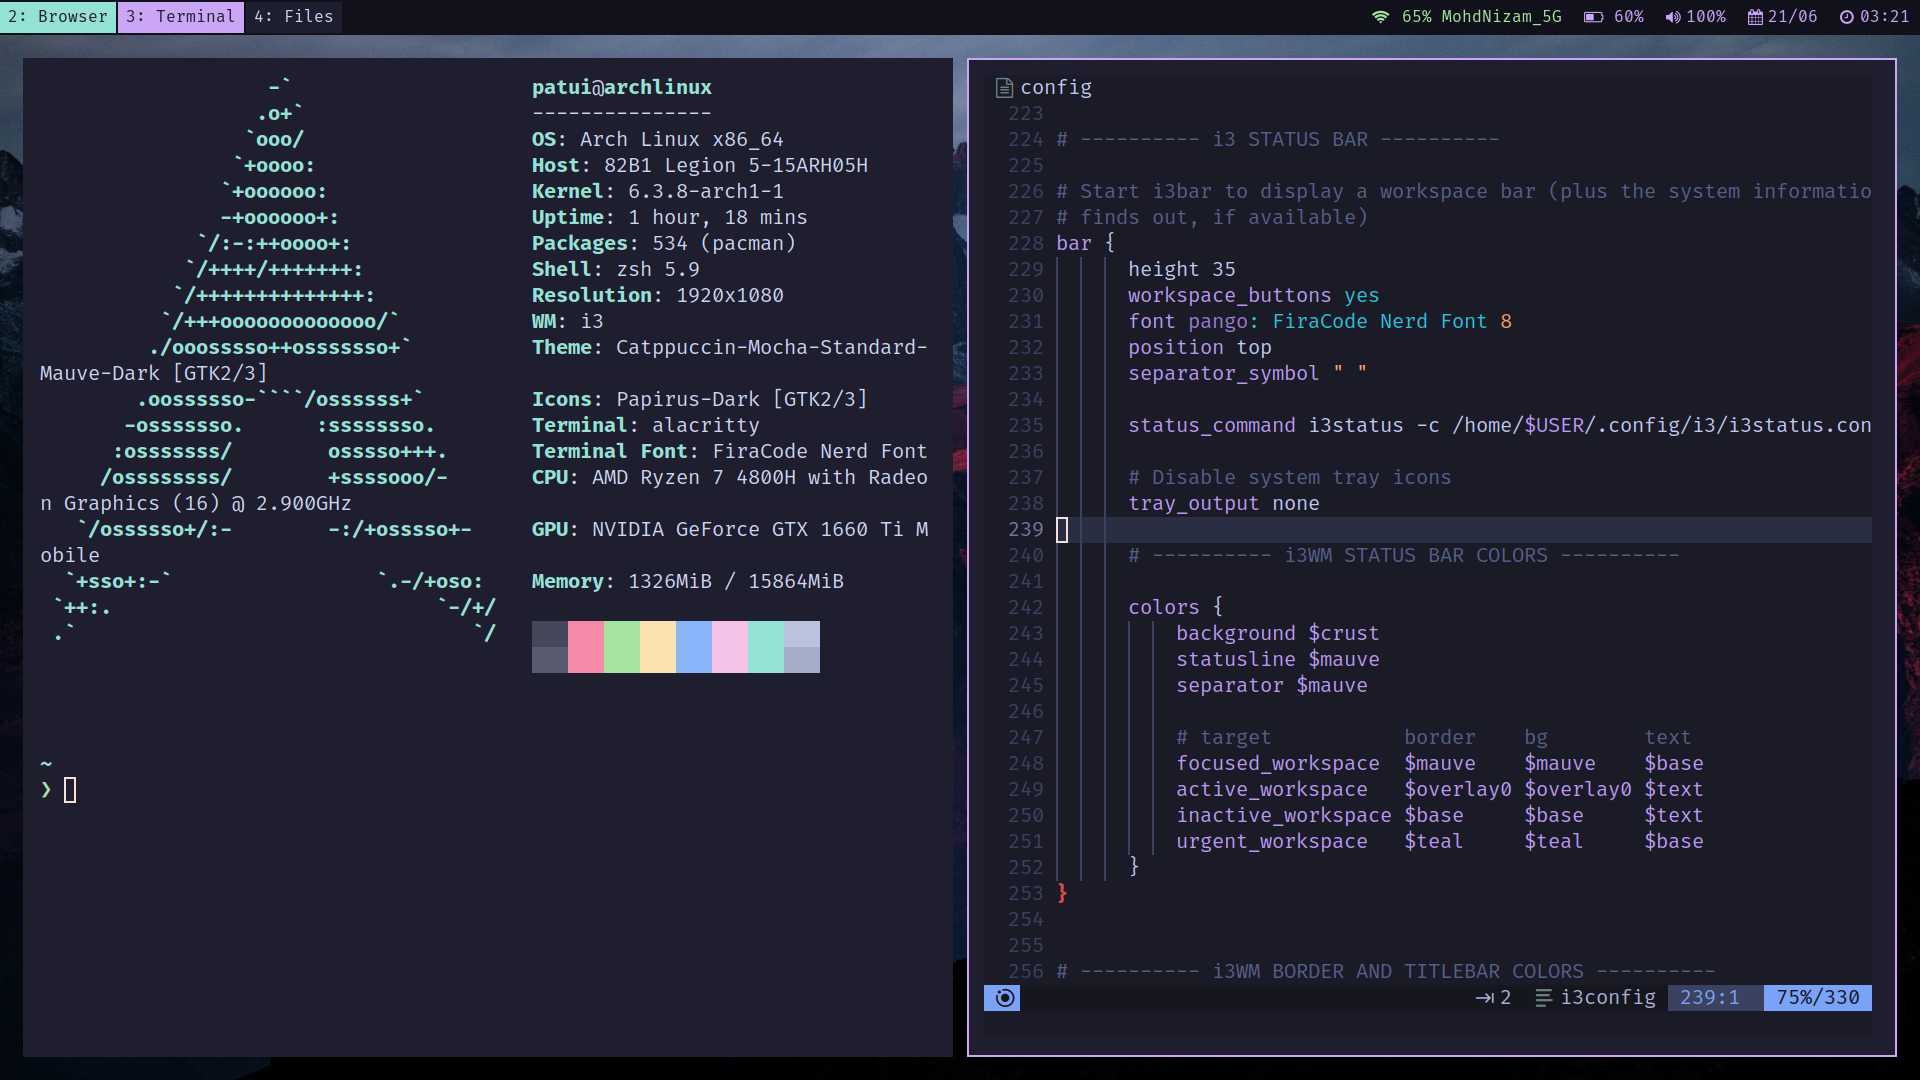 2: Browser 3: Terminal 4: Files 65% MohdNizam_5G 60% 100% 21/06 03:21
                   -`
                  .o+`
                 `ooo/
                `+oooo:
               `+oooooo:
               -+oooooo+:
             `/:-:++oooo+:
            `/++++/+++++++:
           `/++++++++++++++:
          `/+++ooooooooooooo/`
         ./ooosssso++osssssso+`
        .oossssso-````/ossssss+`
       -osssssso.      :ssssssso.
      :osssssss/        osssso+++.
     /ossssssss/        +ssssooo/-
   `/ossssso+/:-        -:/+osssso+-
  `+sso+:-`                 `.-/+oso:
 `++:.                           `-/+/
 .`                                 `/
patui@archlinux
---------------
OS: Arch Linux x86_64
Host: 82B1 Legion 5-15ARH05H
Kernel: 6.3.8-arch1-1
Uptime: 1 hour, 18 mins
Packages: 534 (pacman)
Shell: zsh 5.9
Resolution: 1920x1080
WM: i3
Theme: Catppuccin-Mocha-Standard-
Mauve-Dark [GTK2/3]
Icons: Papirus-Dark [GTK2/3]
Terminal: alacritty
Terminal Font: FiraCode Nerd Font
CPU: AMD Ryzen 7 4800H with Radeo
n Graphics (16) @ 2.900GHz
GPU: NVIDIA GeForce GTX 1660 Ti M
obile
Memory: 1326MiB / 15864MiB
~
❯
config
223
224 # ---------- i3 STATUS BAR ----------
225
226 # Start i3bar to display a workspace bar (plus the system informatio
227 # finds out, if available)
228 bar {
229       height 35
230       workspace_buttons yes
231       font pango: FiraCode Nerd Font 8
232       position top
233       separator_symbol " "
234
235       status_command i3status -c /home/$USER/.config/i3/i3status.con
236
237       # Disable system tray icons
238       tray_output none
239
240       # ---------- i3WM STATUS BAR COLORS ----------
241
242       colors {
243           background $crust
244           statusline $mauve
245           separator $mauve
246
247           # target           border    bg        text
248           focused_workspace  $mauve    $mauve    $base
249           active_workspace   $overlay0 $overlay0 $text
250           inactive_workspace $base     $base     $text
251           urgent_workspace   $teal     $teal     $base
252       }
253 }
254
255
256 # ---------- i3WM BORDER AND TITLEBAR COLORS ----------
2 i3config 239:1 75%/330